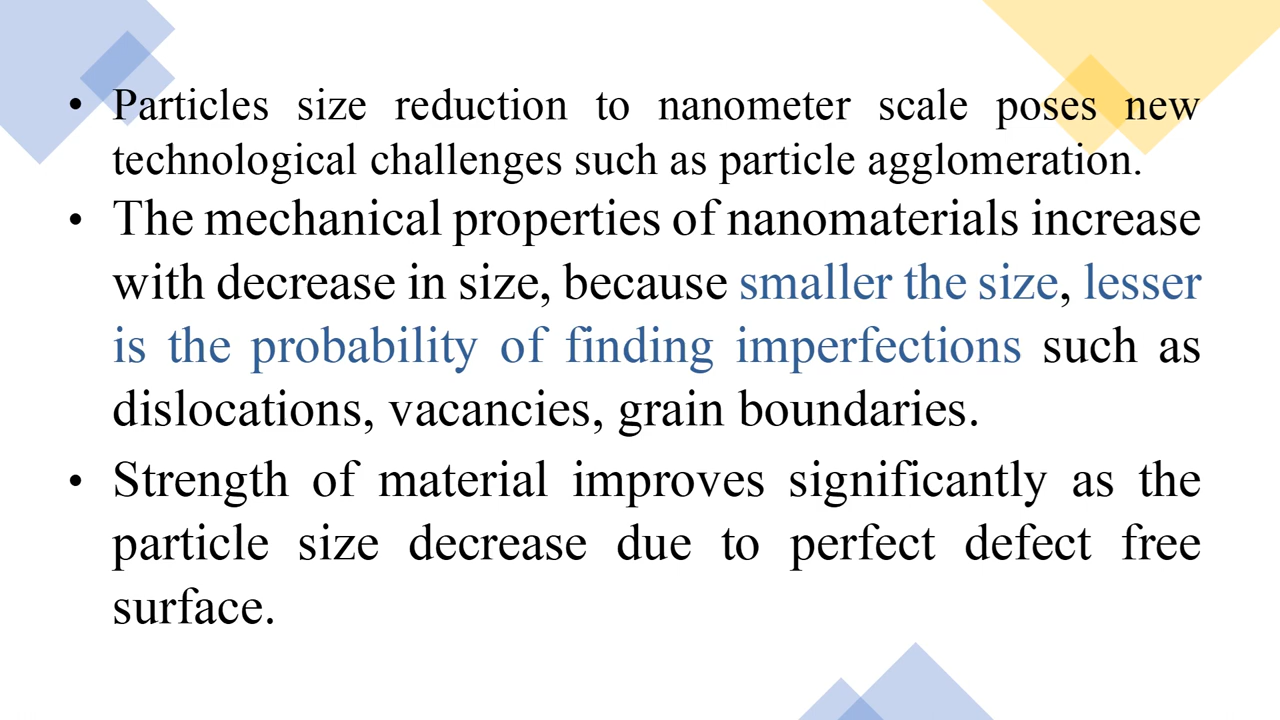 • Particles size reduction to nanometer scale poses new
technological challenges such as particle agglomeration.
• The mechanical properties of nanomaterials increase
with decrease in size, because smaller the size, lesser
is the probability of finding imperfections such as
dislocations, vacancies, grain boundaries.
• Strength of material improves significantly as the
particle size decrease due to perfect defect free
surface.